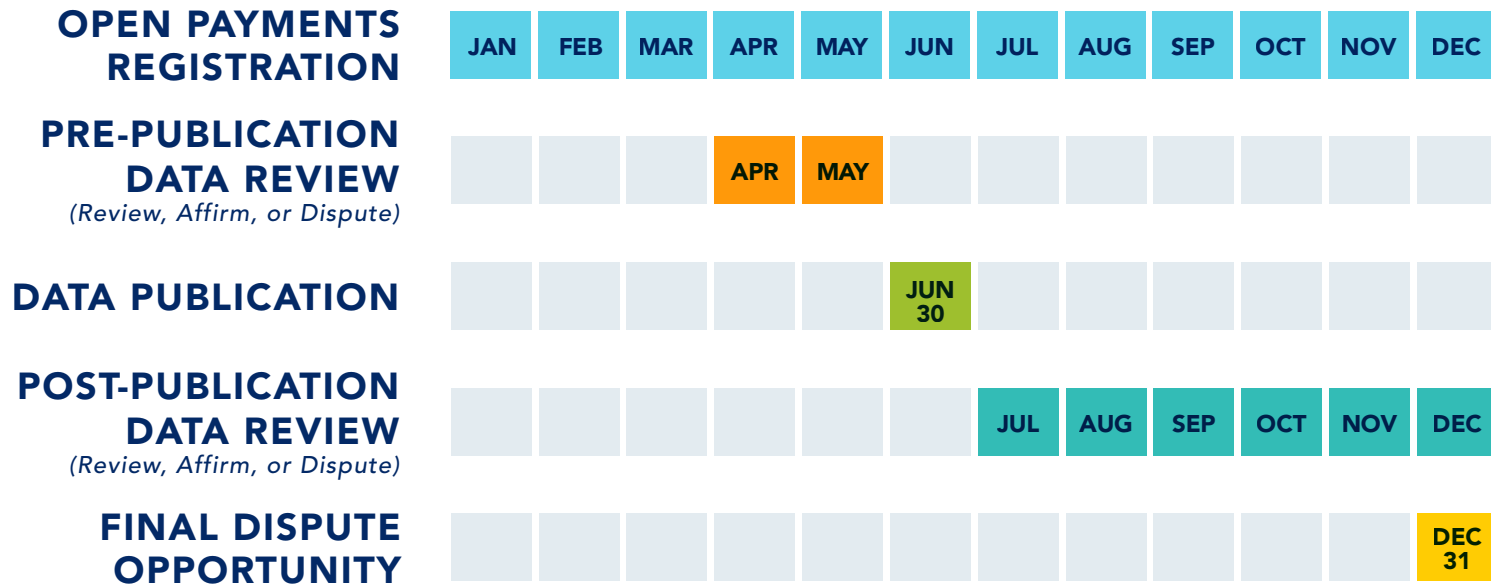 OPEN PAYMENTS
REGISTRATION
JAN FEB MAR APR MAY JUN JUL AUG SEP OCT NOV DEC
PRE-PUBLICATION
DATA REVIEW
(Review, Affirm, or Dispute)
APR MAY
DATA PUBLICATION
JUN
30
POST-PUBLICATION
DATA REVIEW
(Review, Affirm, or Dispute)
JUL AUG SEP OCT NOV DEC
FINAL DISPUTE
OPPORTUNITY
DEC
31